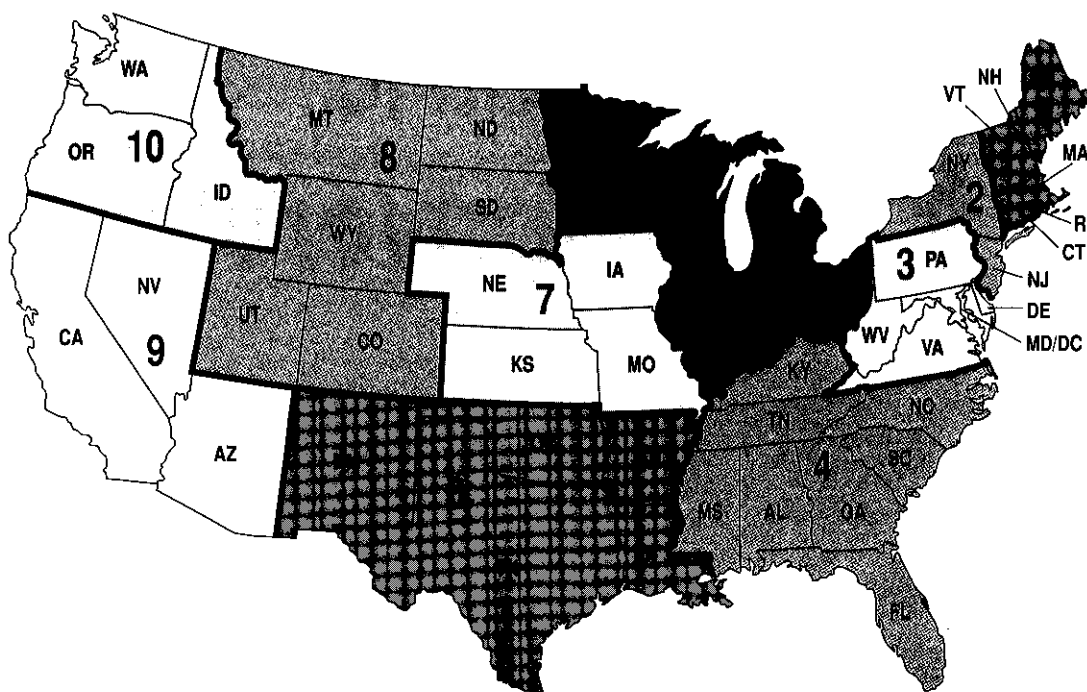 WA
NH
VT
MT
ND
OR
10
8
NY
MA
ID
2
SD
R
WY
CT
3
PA
IA
NV
NE
7
NJ
UT
DE
CA
CO
WV
9
MD/DC
KS
MO
VA
KY
NC
TN
AZ
4
SC
MS
AL
GA
FL